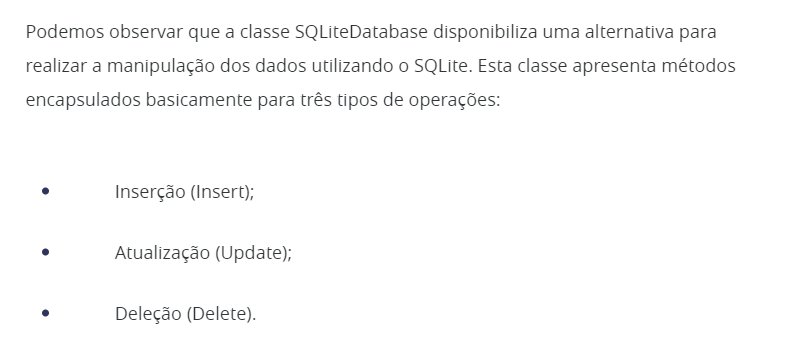 Podemos observar que a classe SQLiteDatabase disponibiliza uma alternativa para
realizar a manipulação dos dados utilizando o SQLite. Esta classe apresenta métodos
encapsulados basicamente para três tipos de operações:
• Inserção (Insert);
• Atualização (Update);
• Deleção (Delete).